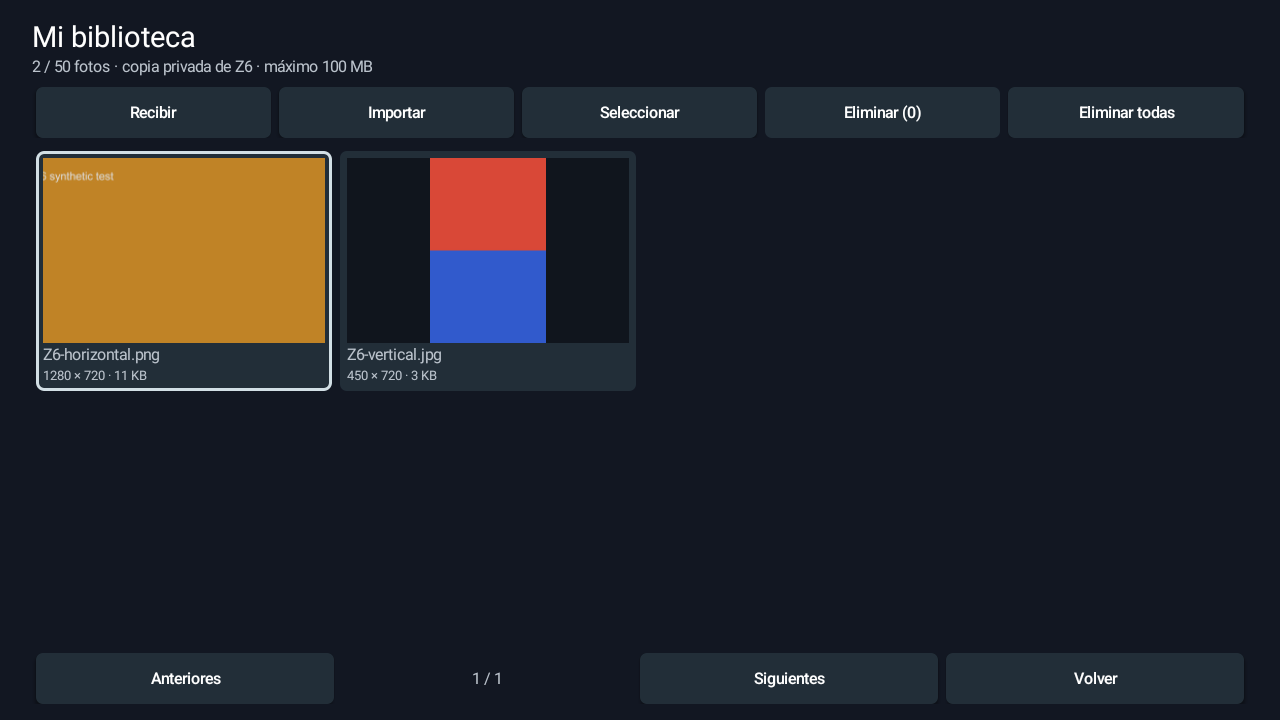 Mi biblioteca
2 / 50 fotos · copia privada de Z6 · máximo 100 MB
Recibir
Importar
Seleccionar
Eliminar (0)
Eliminar todas
synthetic test
Z6-horizontal.png
1280 × 720 · 11 KB
Z6-vertical.jpg
450 × 720 · 3 KB
Anteriores
1 / 1
Siguientes
Volver